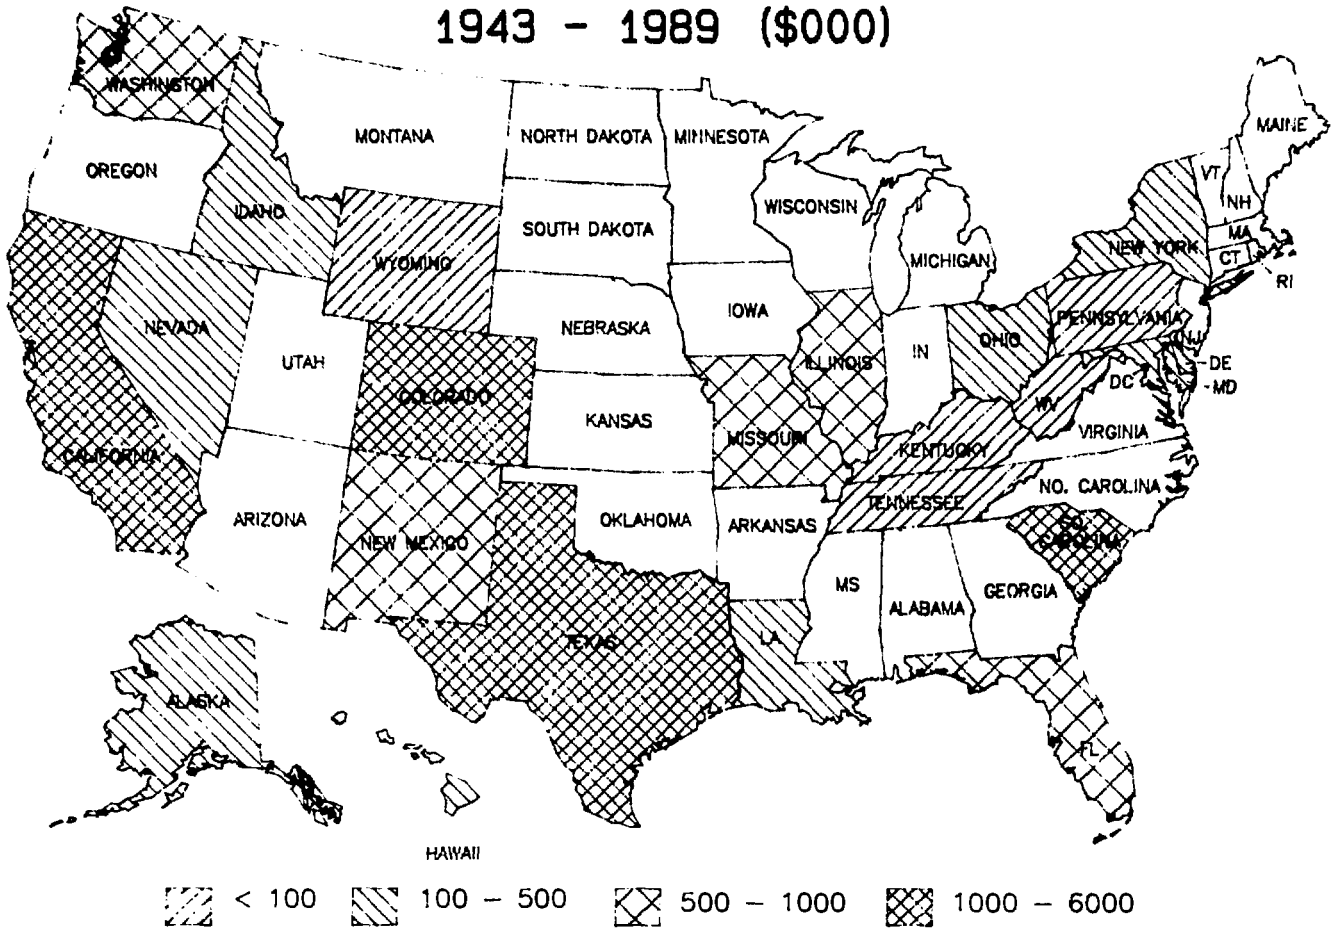 1943 - 1989 ($000)
WASHINGTON
MONTANA
NORTH DAKOTA
MINNESOTA
MAINE
OREGON
IDAHO
SOUTH DAKOTA
WISCONSIN
VT
NH
WYOMING
MICHIGAN
NEW YORK
MA
CT
RI
NEVADA
NEBRASKA
IOWA
PENNSYLVANIA
UTAH
ILLINOIS
IN
OHIO
NJ
DE
MD
DC
COLORADO
KANSAS
MISSOURI
WV
VIRGINIA
CALIFORNIA
KENTUCKY
ARIZONA
NEW MEXICO
OKLAHOMA
ARKANSAS
TENNESSEE
NO. CAROLINA
SO.
CAROLINA
TEXAS
LA
MS
ALABAMA
GEORGIA
ALASKA
FL
HAWAII
< 100
100 - 500
500 - 1000
1000 - 6000